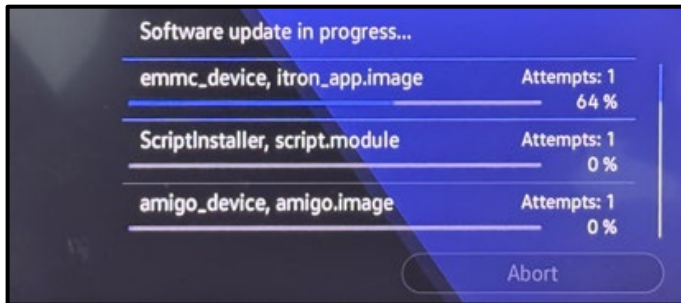 Software update in progress...
emmc_device, itron_app.image Attempts: 1
64 %
ScriptInstaller, script.module Attempts: 1
0 %
amigo_device, amigo.image Attempts: 1
0 %
Abort